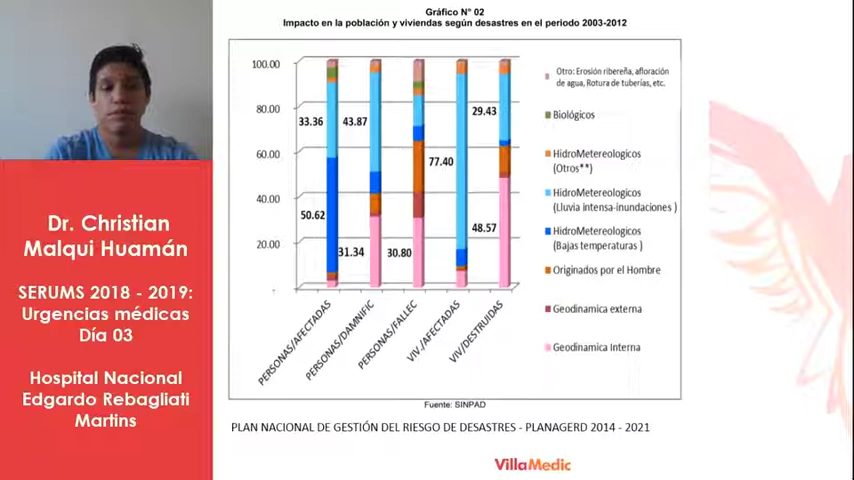 Gráfico N° 02
Impacto en la población y viviendas según desastres en el periodo 2003-2012
100.00
80.00
60.00
40.00
20.00
-
33.36
50.62
43.87
31.34
30.80
77.40
29.43
48.57
PERSONAS/AFECTADAS
PERSONAS/DAMNIFIC
PERSONAS/FALLEC
VIV./AFECTADAS
VIV/DESTRUIDAS
Otro: Erosión ribereña, afloración
de agua, Rotura de tuberías, etc.
Biológicos
HidroMetereologicos
(Otros**)
HidroMetereologicos
(Lluvia intensa-inundaciones )
HidroMetereologicos
(Bajas temperaturas )
Originados por el Hombre
Geodinamica externa
Geodinamica Interna
Fuente: SINPAD
PLAN NACIONAL DE GESTIÓN DEL RIESGO DE DESASTRES - PLANAGERD 2014 - 2021
VillaMedic
Dr. Christian
Malqui Huamán
SERUMS 2018 - 2019:
Urgencias médicas
Día 03
Hospital Nacional
Edgardo Rebagliati
Martins